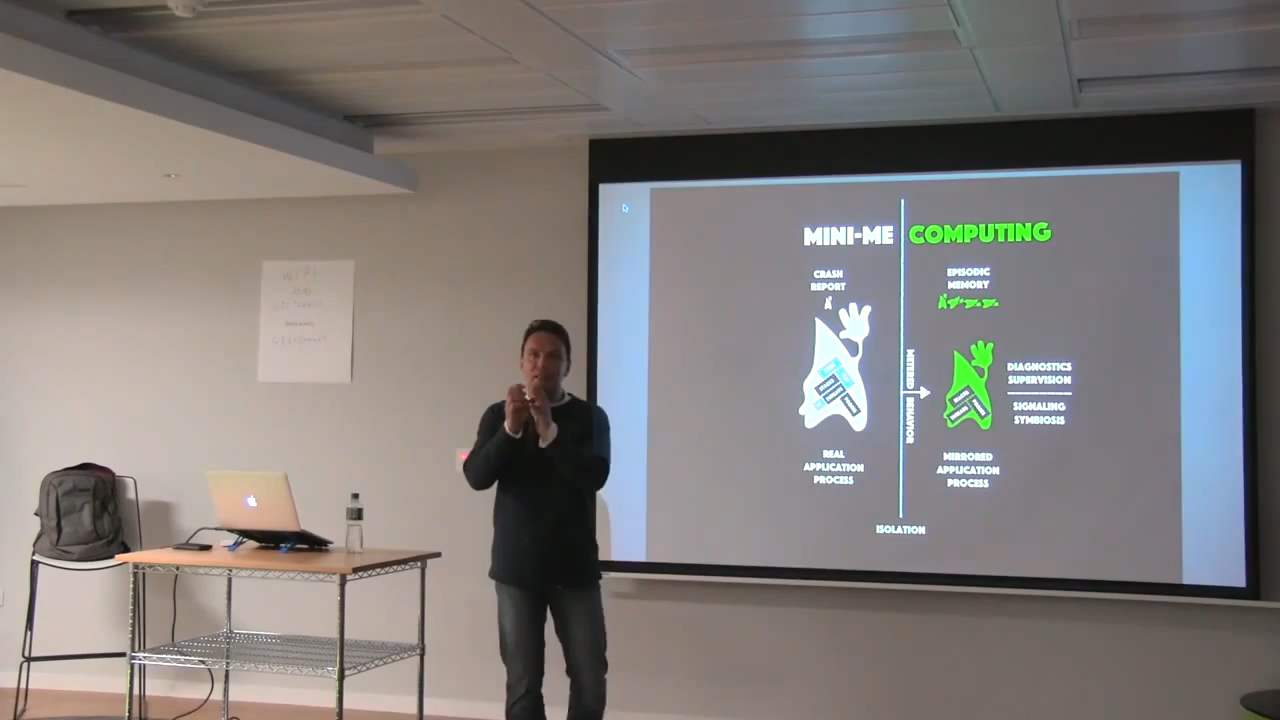 WIFI
MINI-ME COMPUTING
CRASH
REPORT
EPISODIC
MEMORY
METERED BEHAVIOR
DIAGNOSTICS
SUPERVISION
SIGNALING
SYMBIOSIS
REAL
APPLICATION
PROCESS
MIRRORED
APPLICATION
PROCESS
ISOLATION